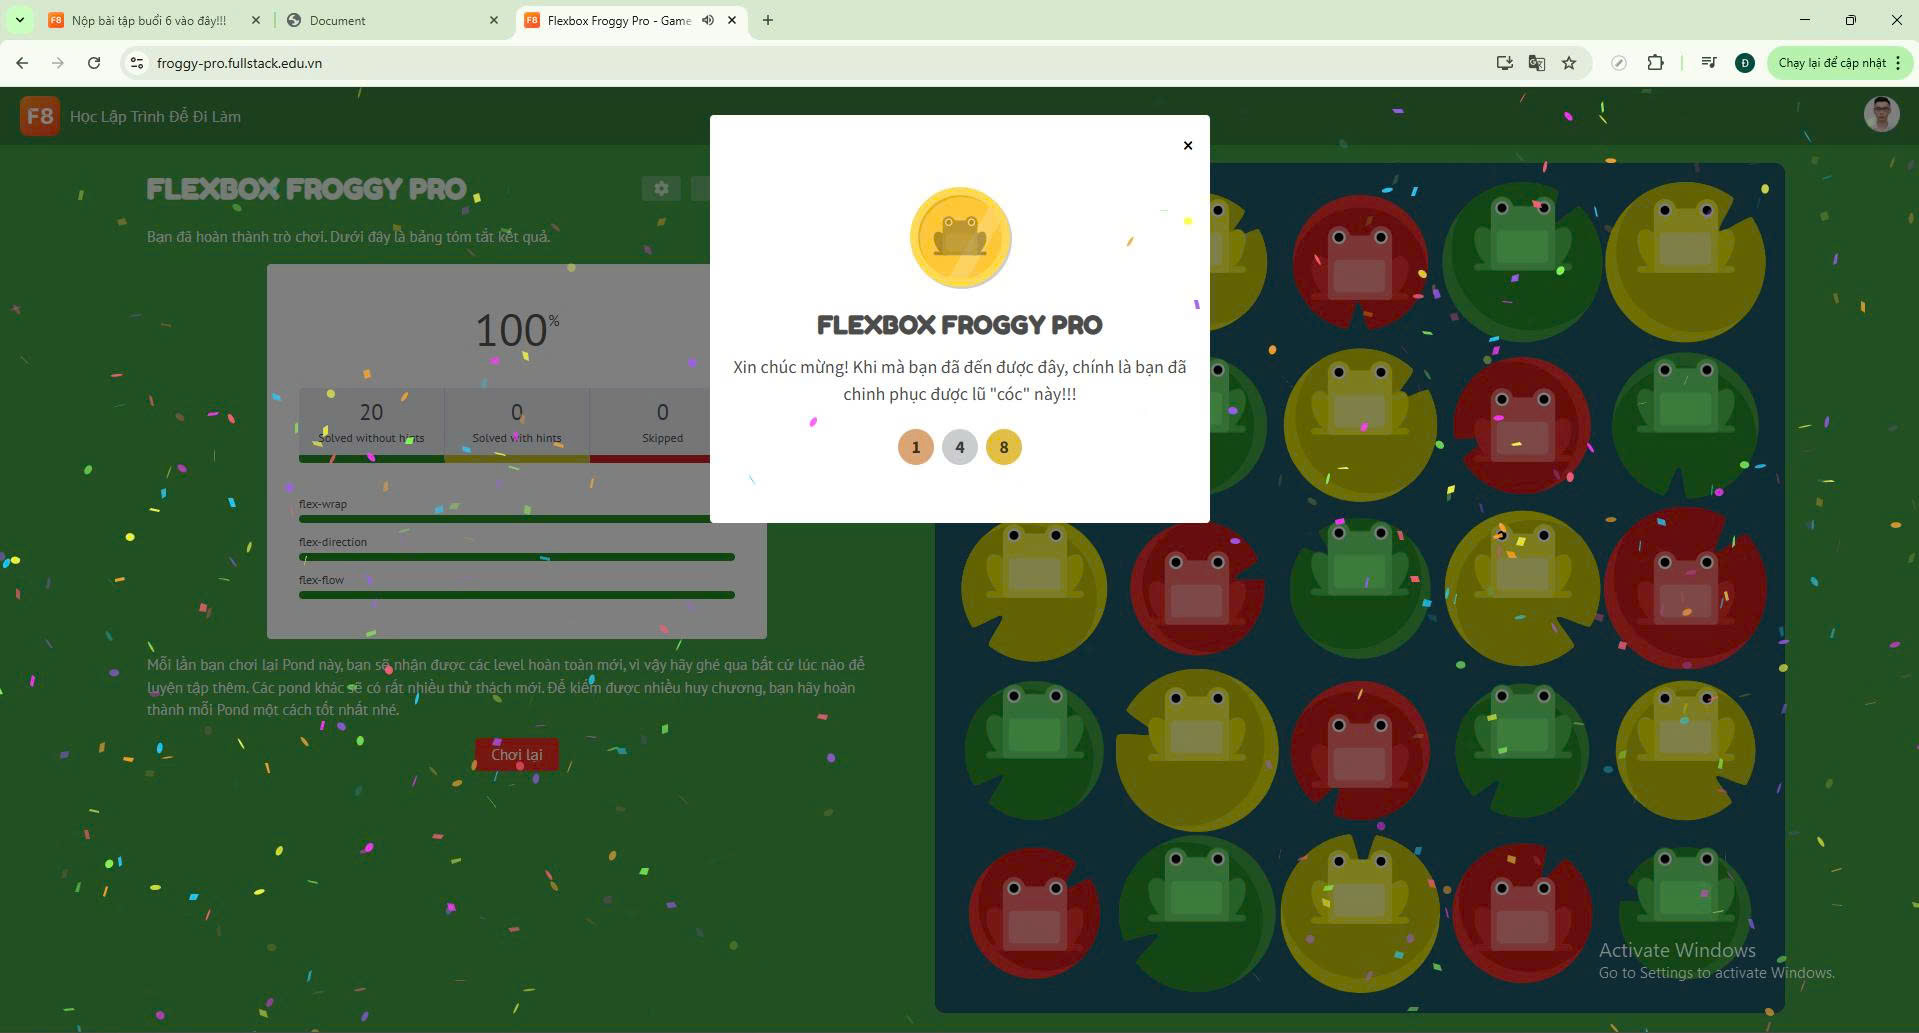 Nộp bài tập buổi 6 vào đây!!!
Document
Flexbox Froggy Pro - Game
froggy-pro.fullstack.edu.vn
Đ
Chạy lại để cập nhật
F8
Học Lập Trình Để Đi Làm
FLEXBOX FROGGY PRO
Bạn đã hoàn thành trò chơi. Dưới đây là bảng tóm tắt kết quả.
100%
20
0
0
Solved without hints
Solved with hints
Skipped
flex-wrap
flex-direction
flex-flow
Mỗi lần bạn chơi lại Pond này, bạn sẽ nhận được các level hoàn toàn mới, vì vậy hãy ghé qua bất cứ lúc nào để
luyện tập thêm. Các pond khác sẽ có rất nhiều thử thách mới. Để kiếm được nhiều huy chương, bạn hãy hoàn
thành mỗi Pond một cách tốt nhất nhé.
Chơi lại
FLEXBOX FROGGY PRO
Xin chúc mừng! Khi mà bạn đã đến được đây, chính là bạn đã
chinh phục được lũ "cóc" này!!!
1 4 8
Activate Windows
Go to Settings to activate Windows.